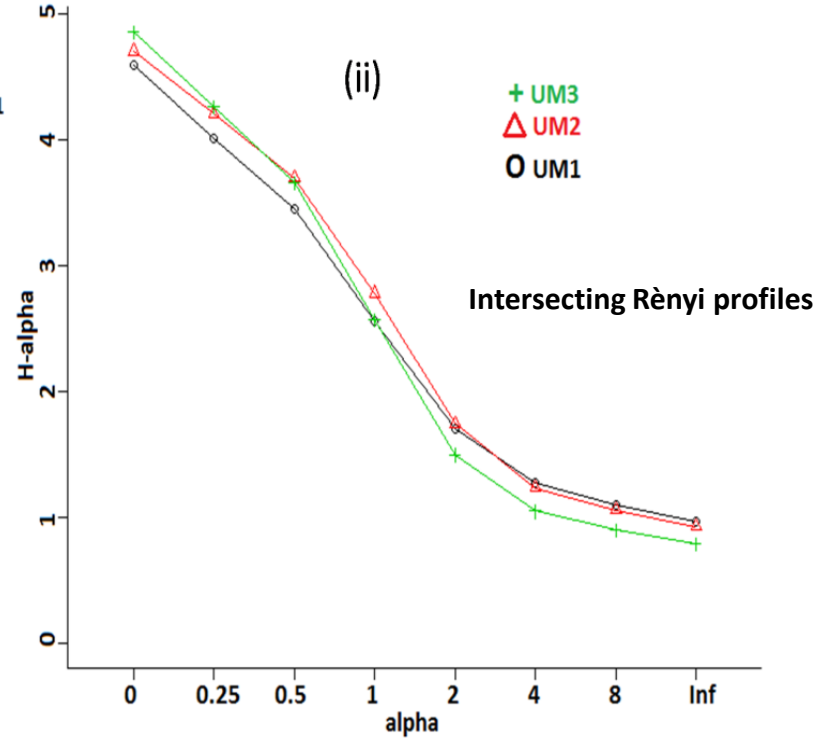 (ii)
+ UM3
△ UM2
O UM1
Intersecting Rènyi profiles
H-alpha
5
4
3
2
1
0
0 0.25 0.5 1 2 4 8 Inf
alpha